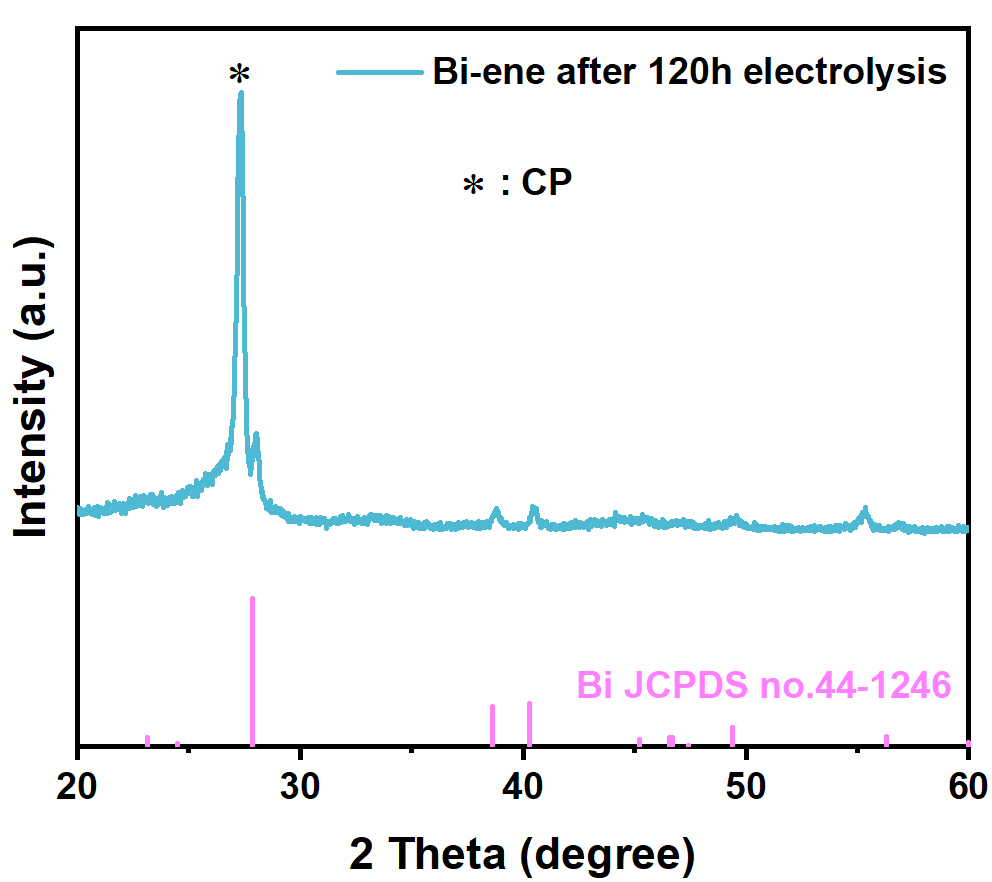 *
Bi-ene after 120h electrolysis
* : CP
Intensity (a.u.)
Bi JCPDS no.44-1246
20 30 40 50 60
2 Theta (degree)